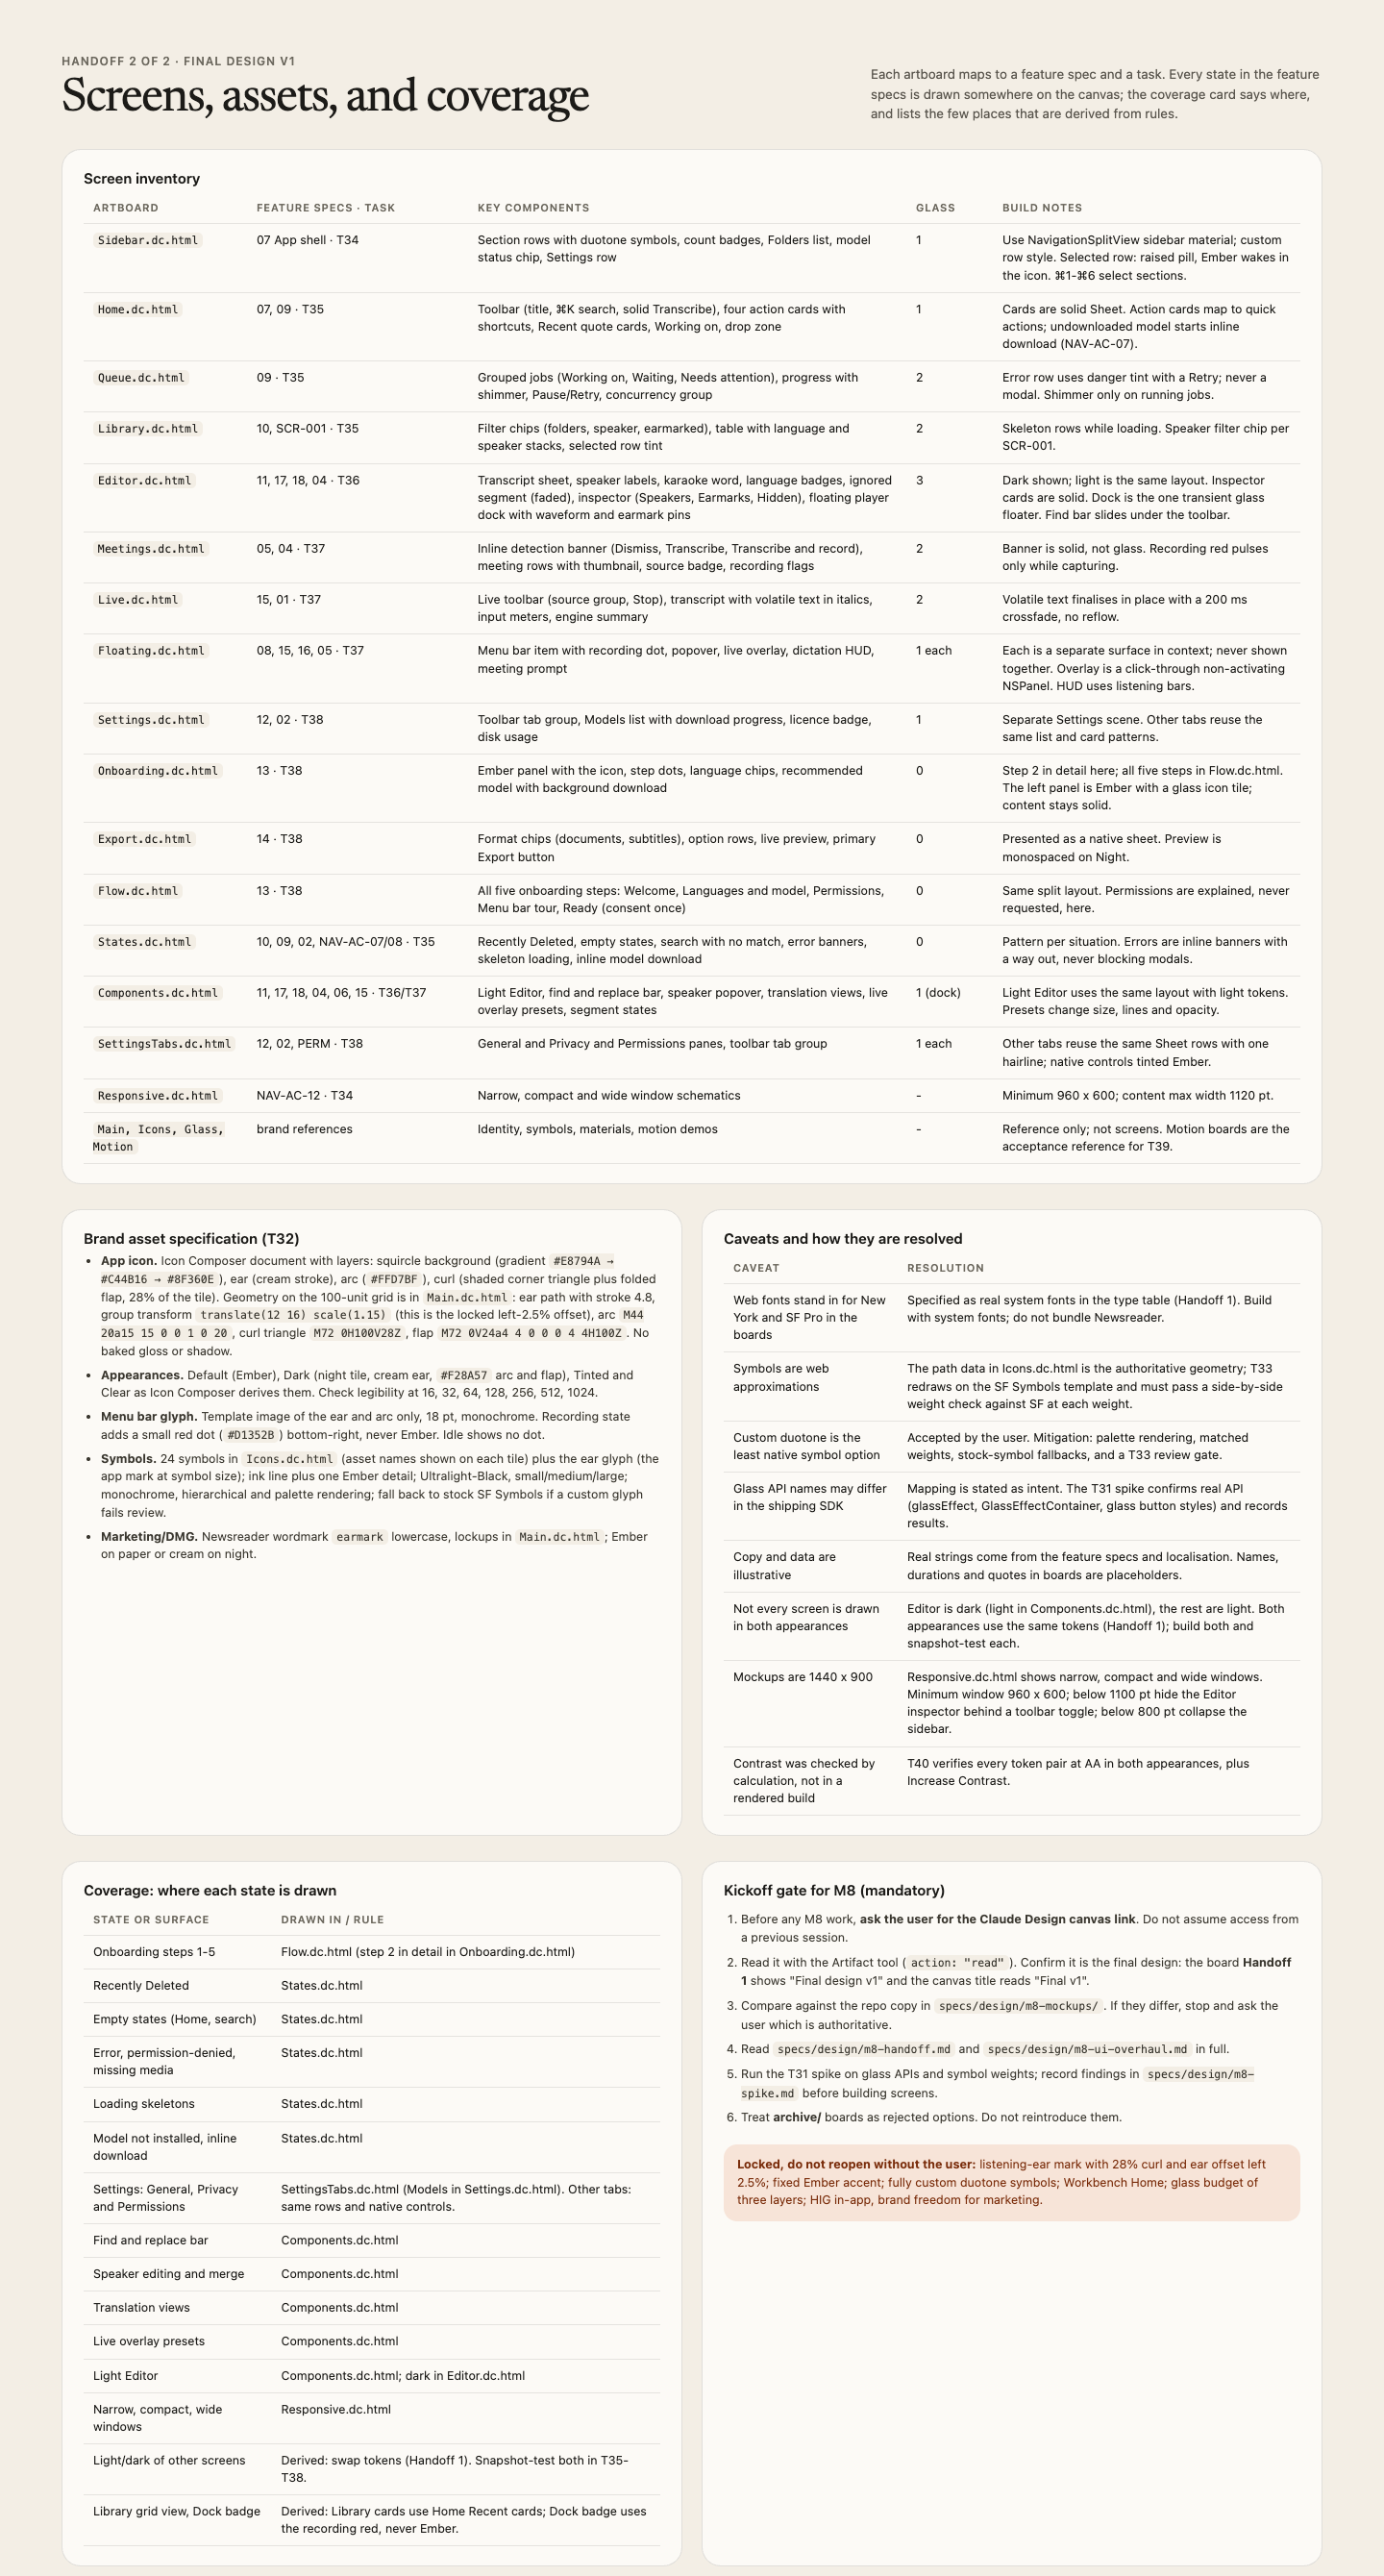 HANDOFF 2 OF 2 · FINAL DESIGN V1
Screens, assets, and coverage
Each artboard maps to a feature spec and a task. Every state in the feature
specs is drawn somewhere on the canvas; the coverage card says where,
and lists the few places that are derived from rules.
Screen inventory
ARTBOARD FEATURE SPECS · TASK KEY COMPONENTS GLASS BUILD NOTES
Sidebar.dc.html 07 App shell · T34 Section rows with duotone symbols, count badges, Folders list, model 1 Use NavigationSplitView sidebar material; custom
status chip, Settings row row style. Selected row: raised pill, Ember wakes in
the icon. ⌘1-⌘6 select sections.
Home.dc.html 07, 09 · T35 Toolbar (title, ⌘K search, solid Transcribe), four action cards with 1 Cards are solid Sheet. Action cards map to quick
shortcuts, Recent quote cards, Working on, drop zone actions; undownloaded model starts inline
download (NAV-AC-07).
Queue.dc.html 09 · T35 Grouped jobs (Working on, Waiting, Needs attention), progress with 2 Error row uses danger tint with a Retry; never a
shimmer, Pause/Retry, concurrency group modal. Shimmer only on running jobs.
Library.dc.html 10, SCR-001 · T35 Filter chips (folders, speaker, earmarked), table with language and 2 Skeleton rows while loading. Speaker filter chip per
speaker stacks, selected row tint SCR-001.
Editor.dc.html 11, 17, 18, 04 · T36 Transcript sheet, speaker labels, karaoke word, language badges, ignored 3 Dark shown; light is the same layout. Inspector
segment (faded), inspector (Speakers, Earmarks, Hidden), floating player cards are solid. Dock is the one transient glass
dock with waveform and earmark pins floater. Find bar slides under the toolbar.
Meetings.dc.html 05, 04 · T37 Inline detection banner (Dismiss, Transcribe, Transcribe and record), 2 Banner is solid, not glass. Recording red pulses
meeting rows with thumbnail, source badge, recording flags only while capturing.
Live.dc.html 15, 01 · T37 Live toolbar (source group, Stop), transcript with volatile text in italics, 2 Volatile text finalises in place with a 200 ms
input meters, engine summary crossfade, no reflow.
Floating.dc.html 08, 15, 16, 05 · T37 Menu bar item with recording dot, popover, live overlay, dictation HUD, 1 each Each is a separate surface in context; never shown
meeting prompt together. Overlay is a click-through non-activating
NSPanel. HUD uses listening bars.
Settings.dc.html 12, 02 · T38 Toolbar tab group, Models list with download progress, licence badge, 1 Separate Settings scene. Other tabs reuse the
disk usage same list and card patterns.
Onboarding.dc.html 13 · T38 Ember panel with the icon, step dots, language chips, recommended 0 Step 2 in detail here; all five steps in Flow.dc.html.
model with background download The left panel is Ember with a glass icon tile;
content stays solid.
Export.dc.html 14 · T38 Format chips (documents, subtitles), option rows, live preview, primary 0 Presented as a native sheet. Preview is
Export button monospaced on Night.
Flow.dc.html 13 · T38 All five onboarding steps: Welcome, Languages and model, Permissions, 0 Same split layout. Permissions are explained, never
Menu bar tour, Ready (consent once) requested, here.
States.dc.html 10, 09, 02, NAV-AC-07/08 · T35 Recently Deleted, empty states, search with no match, error banners, 0 Pattern per situation. Errors are inline banners with
skeleton loading, inline model download a way out, never blocking modals.
Components.dc.html 11, 17, 18, 04, 06, 15 · T36/T37 Light Editor, find and replace bar, speaker popover, translation views, live 1 (dock) Light Editor uses the same layout with light tokens.
overlay presets, segment states Presets change size, lines and opacity.
SettingsTabs.dc.html 12, 02, PERM · T38 General and Privacy and Permissions panes, toolbar tab group 1 each Other tabs reuse the same Sheet rows with one
hairline; native controls tinted Ember.
Responsive.dc.html NAV-AC-12 · T34 Narrow, compact and wide window schematics - Minimum 960 x 600; content max width 1120 pt.
Main, Icons, Glass, brand references Identity, symbols, materials, motion demos - Reference only; not screens. Motion boards are the
Motion acceptance reference for T39.
Brand asset specification (T32)
• App icon. Icon Composer document with layers: squircle background (gradient #E8794A →
#C44B16 → #8F360E ), ear (cream stroke), arc ( #FFD7BF ), curl (shaded corner triangle plus folded
flap, 28% of the tile). Geometry on the 100-unit grid is in Main.dc.html : ear path with stroke 4.8,
group transform translate(12 16) scale(1.15) (this is the locked left-2.5% offset), arc M44
20a15 15 0 0 1 0 20 , curl triangle M72 0H100V28Z , flap M72 0V24a4 4 0 0 0 4 4H100Z . No
baked gloss or shadow.
• Appearances. Default (Ember), Dark (night tile, cream ear, #F28A57 arc and flap), Tinted and
Clear as Icon Composer derives them. Check legibility at 16, 32, 64, 128, 256, 512, 1024.
• Menu bar glyph. Template image of the ear and arc only, 18 pt, monochrome. Recording state
adds a small red dot ( #D1352B ) bottom-right, never Ember. Idle shows no dot.
• Symbols. 24 symbols in Icons.dc.html (asset names shown on each tile) plus the ear glyph (the
app mark at symbol size); ink line plus one Ember detail; Ultralight-Black, small/medium/large;
monochrome, hierarchical and palette rendering; fall back to stock SF Symbols if a custom glyph
fails review.
• Marketing/DMG. Newsreader wordmark earmark lowercase, lockups in Main.dc.html ; Ember
on paper or cream on night.
Caveats and how they are resolved
CAVEAT RESOLUTION
Web fonts stand in for New Specified as real system fonts in the type table (Handoff 1). Build
York and SF Pro in the with system fonts; do not bundle Newsreader.
boards
Symbols are web The path data in Icons.dc.html is the authoritative geometry; T33
approximations redraws on the SF Symbols template and must pass a side-by-side
weight check against SF at each weight.
Custom duotone is the Accepted by the user. Mitigation: palette rendering, matched
least native symbol option weights, stock-symbol fallbacks, and a T33 review gate.
Glass API names may differ Mapping is stated as intent. The T31 spike confirms real API
in the shipping SDK (glassEffect, GlassEffectContainer, glass button styles) and records
results.
Copy and data are Real strings come from the feature specs and localisation. Names,
illustrative durations and quotes in boards are placeholders.
Not every screen is drawn Editor is dark (light in Components.dc.html), the rest are light. Both
in both appearances appearances use the same tokens (Handoff 1); build both and
snapshot-test each.
Mockups are 1440 x 900 Responsive.dc.html shows narrow, compact and wide windows.
Minimum window 960 x 600; below 1100 pt hide the Editor
inspector behind a toolbar toggle; below 800 pt collapse the
sidebar.
Contrast was checked by T40 verifies every token pair at AA in both appearances, plus
calculation, not in a Increase Contrast.
rendered build
Coverage: where each state is drawn
STATE OR SURFACE DRAWN IN / RULE
Onboarding steps 1-5 Flow.dc.html (step 2 in detail in Onboarding.dc.html)
Recently Deleted States.dc.html
Empty states (Home, search) States.dc.html
Error, permission-denied, States.dc.html
missing media
Loading skeletons States.dc.html
Model not installed, inline States.dc.html
download
Settings: General, Privacy SettingsTabs.dc.html (Models in Settings.dc.html). Other tabs:
and Permissions same rows and native controls.
Find and replace bar Components.dc.html
Speaker editing and merge Components.dc.html
Translation views Components.dc.html
Live overlay presets Components.dc.html
Light Editor Components.dc.html; dark in Editor.dc.html
Narrow, compact, wide Responsive.dc.html
windows
Light/dark of other screens Derived: swap tokens (Handoff 1). Snapshot-test both in T35-
T38.
Library grid view, Dock badge Derived: Library cards use Home Recent cards; Dock badge uses
the recording red, never Ember.
Kickoff gate for M8 (mandatory)
1. Before any M8 work, ask the user for the Claude Design canvas link. Do not assume access from
a previous session.
2. Read it with the Artifact tool ( action: "read" ). Confirm it is the final design: the board Handoff
1 shows "Final design v1" and the canvas title reads "Final v1".
3. Compare against the repo copy in specs/design/m8-mockups/ . If they differ, stop and ask the
user which is authoritative.
4. Read specs/design/m8-handoff.md and specs/design/m8-ui-overhaul.md in full.
5. Run the T31 spike on glass APIs and symbol weights; record findings in specs/design/m8-
spike.md before building screens.
6. Treat archive/ boards as rejected options. Do not reintroduce them.
Locked, do not reopen without the user: listening-ear mark with 28% curl and ear offset left
2.5%; fixed Ember accent; fully custom duotone symbols; Workbench Home; glass budget of
three layers; HIG in-app, brand freedom for marketing.